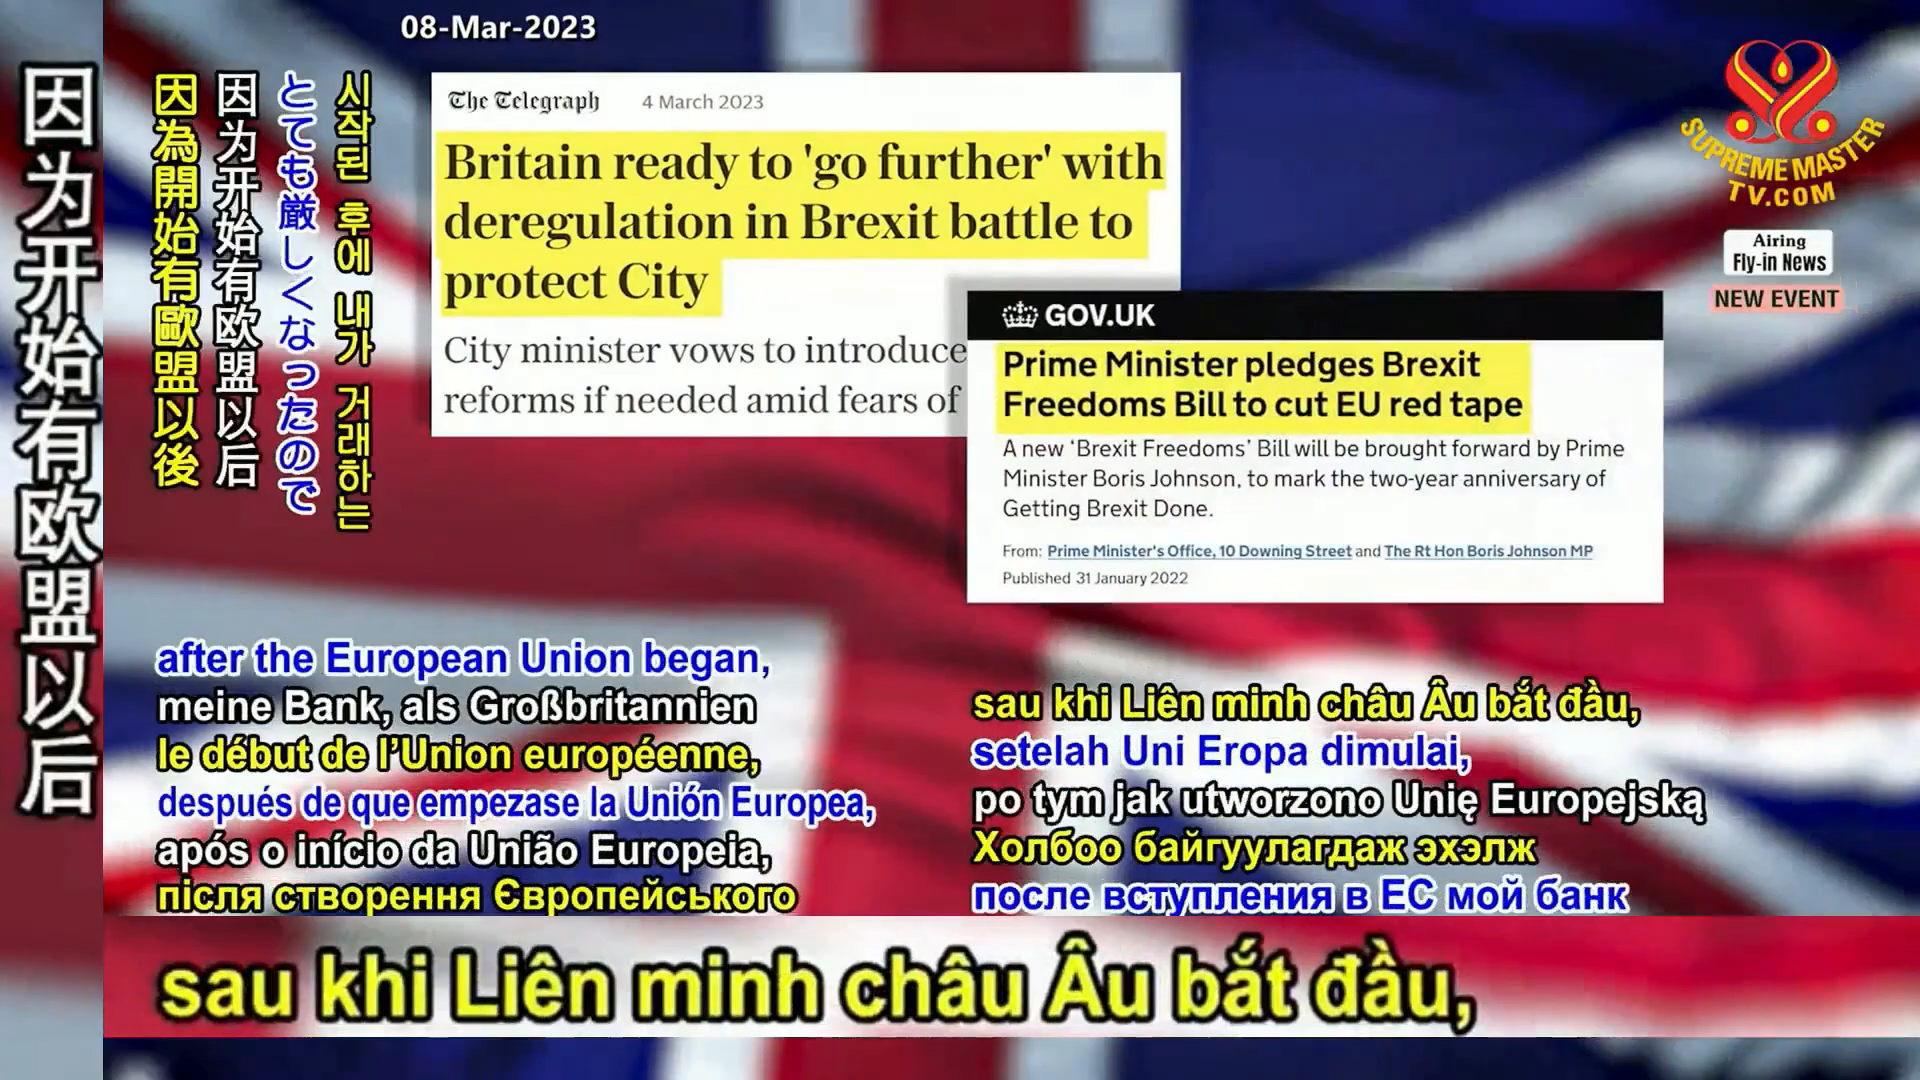 08-Mar-2023
因为开始有欧盟以后
因為開始有歐盟以後
因为开始有欧盟以后
とても厳しくなったので
시작된 후에 내가 거래하는
The Telegraph 4 March 2023
Britain ready to 'go further' with
deregulation in Brexit battle to
protect City
City minister vows to introduce
reforms if needed amid fears of
GOV.UK
Prime Minister pledges Brexit
Freedoms Bill to cut EU red tape
A new ‘Brexit Freedoms’ Bill will be brought forward by Prime
Minister Boris Johnson, to mark the two-year anniversary of
Getting Brexit Done.
From: Prime Minister's Office, 10 Downing Street and The Rt Hon Boris Johnson MP
Published 31 January 2022
SUPREME MASTER
TV.COM
Airing
Fly-in News
NEW EVENT
after the European Union began,
meine Bank, als Großbritannien
le début de l’Union européenne,
después de que empezase la Unión Europea,
após o início da União Europeia,
після створення Європейського
sau khi Liên minh châu Âu bắt đầu,
setelah Uni Eropa dimulai,
po tym jak utworzono Unię Europejską
Холбоо байгуулагдаж эхэлж
после вступления в ЕС мой банк
sau khi Liên minh châu Âu bắt đầu,